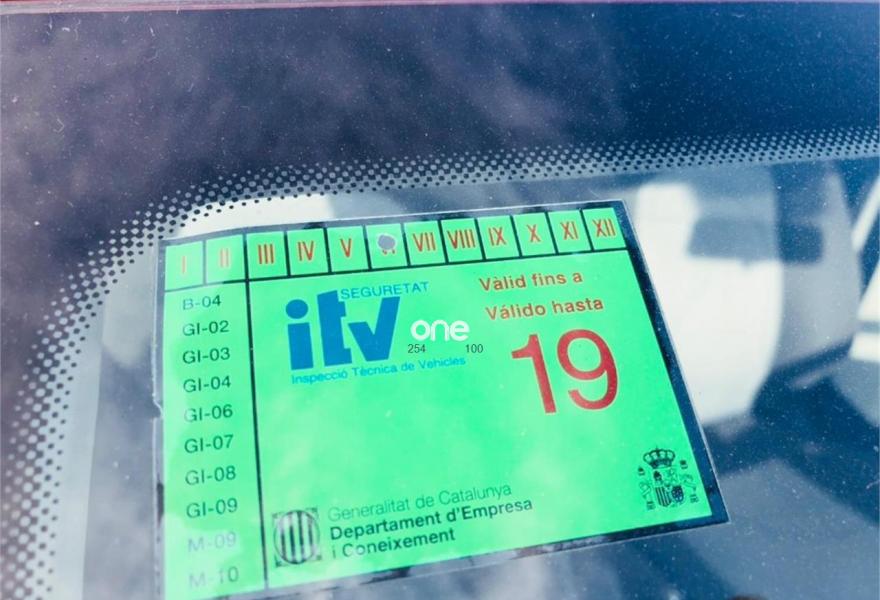 I II III IV V VII VIII IX X XI XII
B-04
GI-02
GI-03
GI-04
GI-06
GI-07
GI-08
GI-09
M-09
M-10
SEGURETAT
itv
Inspecció Tècnica de Vehicles
Vàlid fins a
Válido hasta
19
one
254 100
Generalitat de Catalunya
Departament d'Empresa
i Coneixement